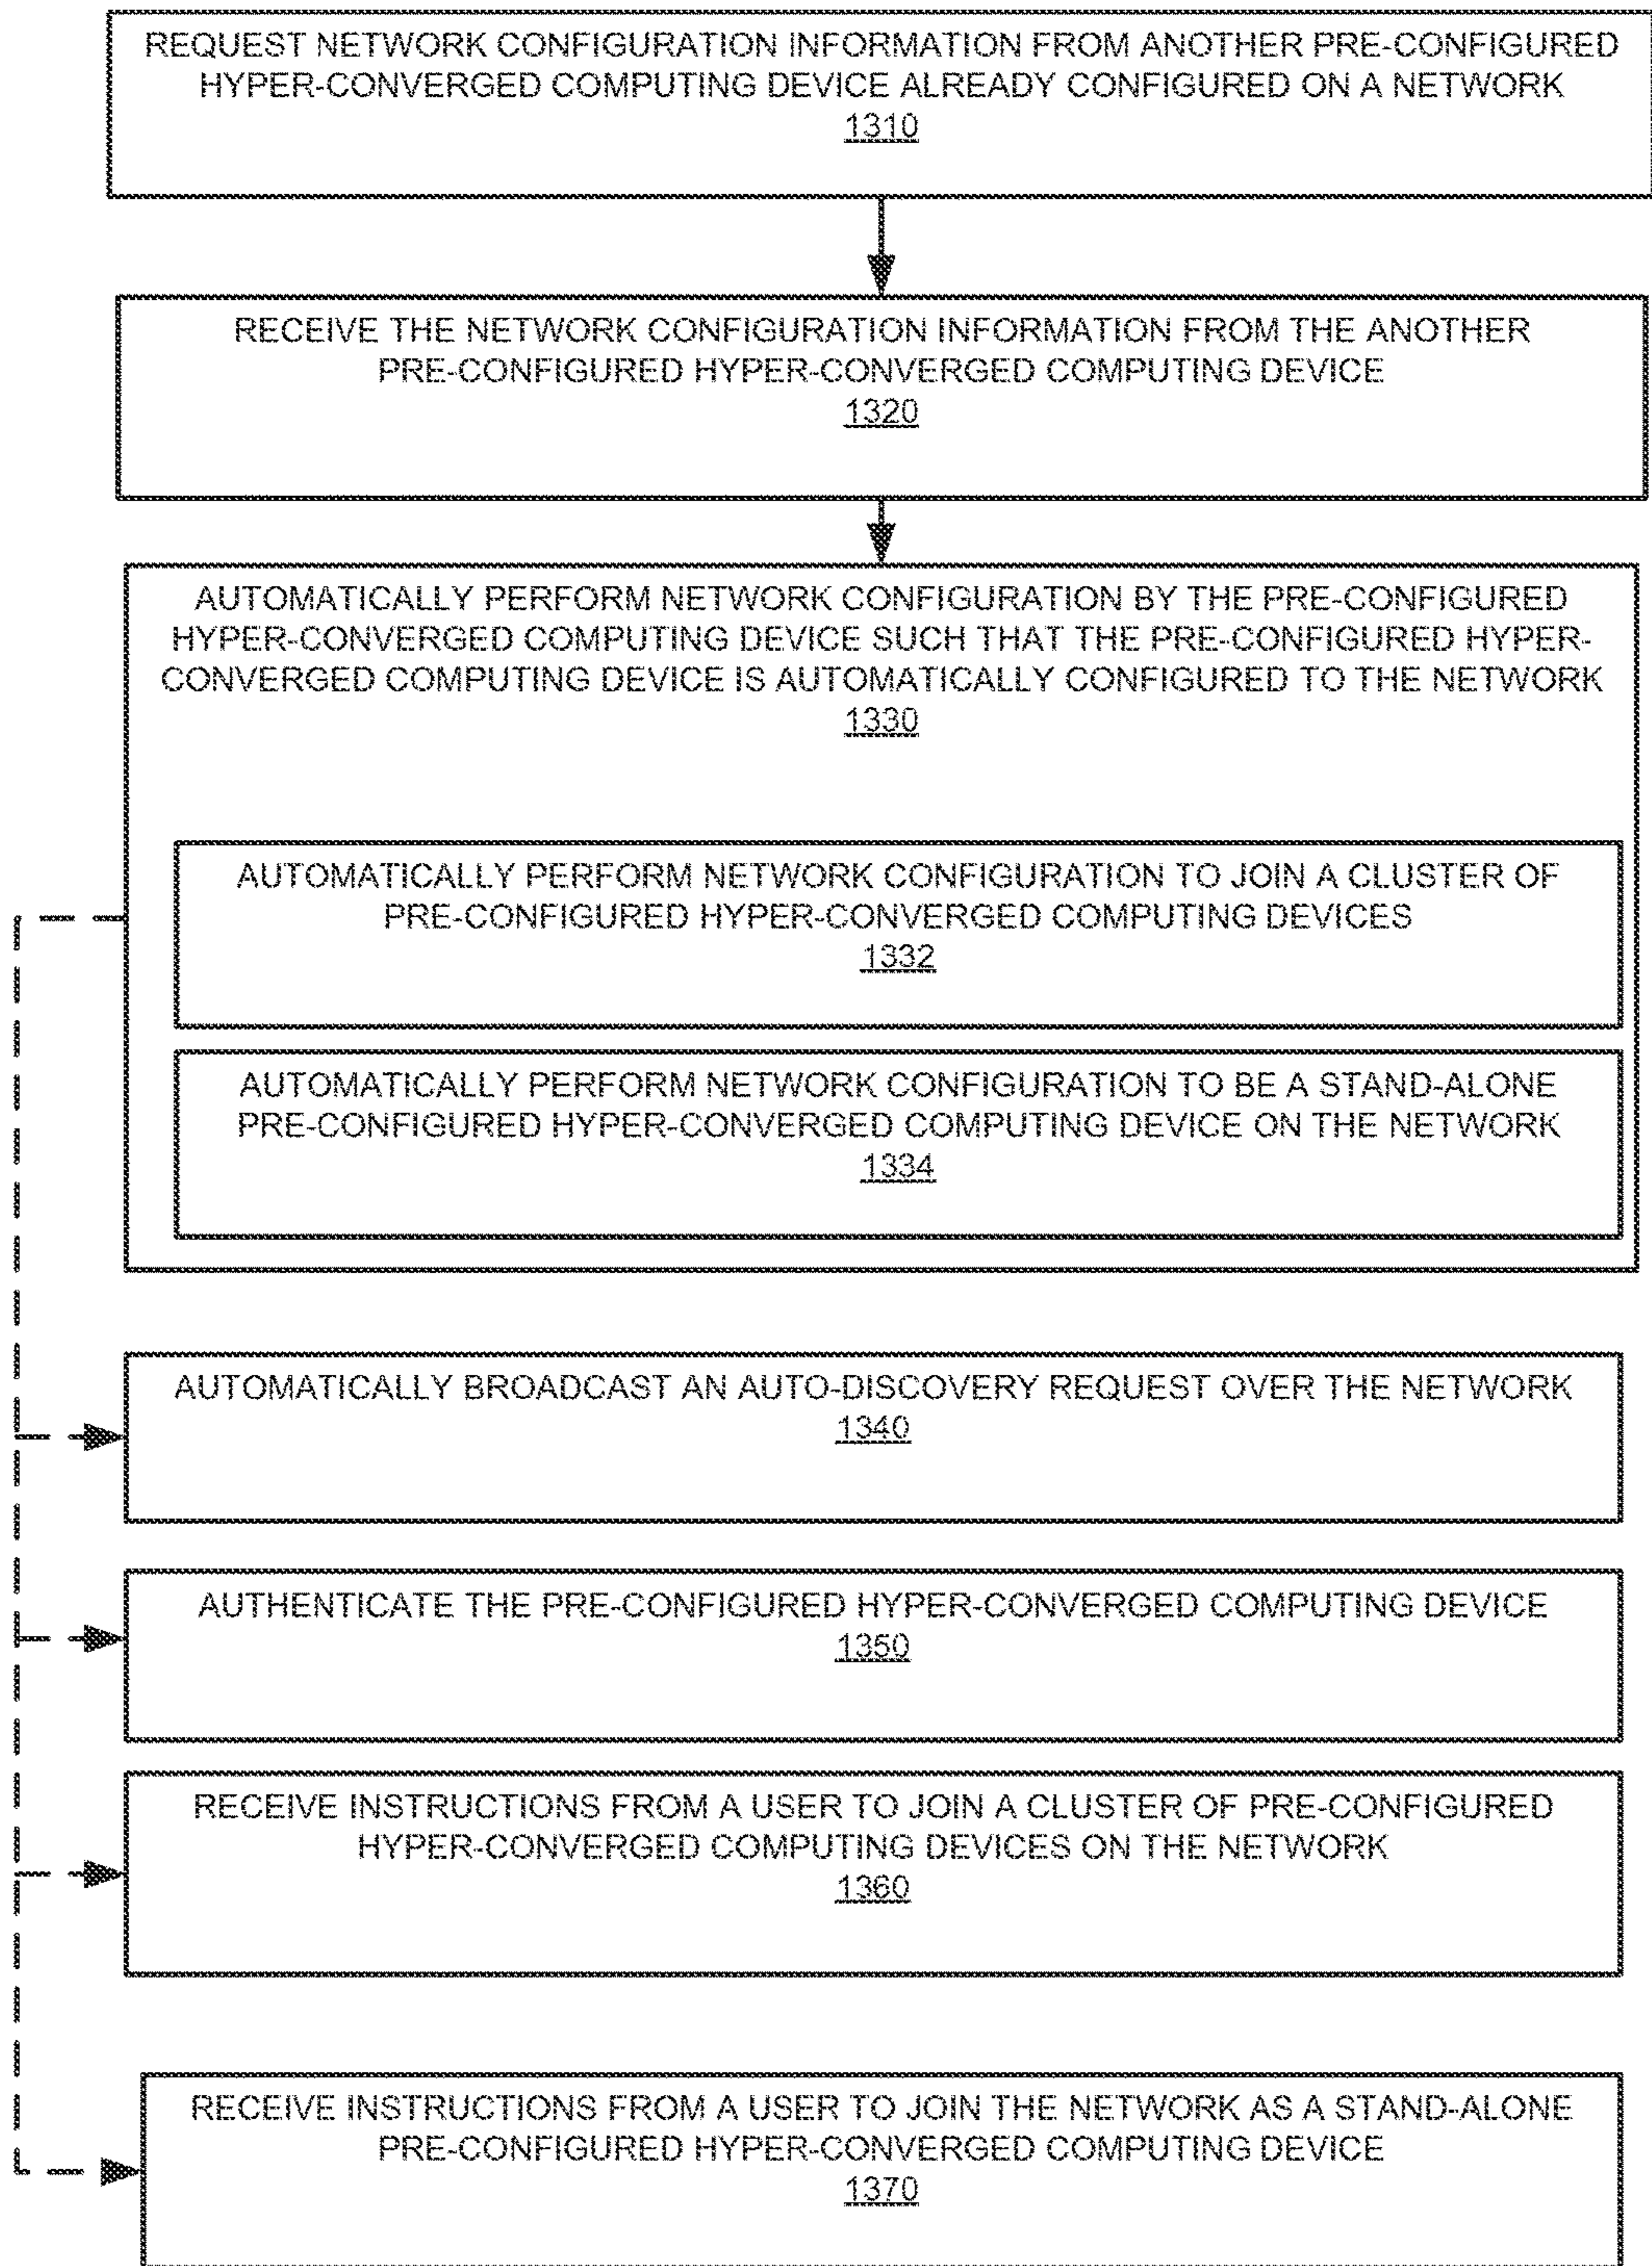 REQUEST NETWORK CONFIGURATION INFORMATION FROM ANOTHER PRE-CONFIGURED
HYPER-CONVERGED COMPUTING DEVICE ALREADY CONFIGURED ON A NETWORK
1310
RECEIVE THE NETWORK CONFIGURATION INFORMATION FROM THE ANOTHER
PRE-CONFIGURED HYPER-CONVERGED COMPUTING DEVICE
1320
AUTOMATICALLY PERFORM NETWORK CONFIGURATION BY THE PRE-CONFIGURED
HYPER-CONVERGED COMPUTING DEVICE SUCH THAT THE PRE-CONFIGURED HYPER-
CONVERGED COMPUTING DEVICE IS AUTOMATICALLY CONFIGURED TO THE NETWORK
1330
AUTOMATICALLY PERFORM NETWORK CONFIGURATION TO JOIN A CLUSTER OF
PRE-CONFIGURED HYPER-CONVERGED COMPUTING DEVICES
1332
AUTOMATICALLY PERFORM NETWORK CONFIGURATION TO BE A STAND-ALONE
PRE-CONFIGURED HYPER-CONVERGED COMPUTING DEVICE ON THE NETWORK
1334
AUTOMATICALLY BROADCAST AN AUTO-DISCOVERY REQUEST OVER THE NETWORK
1340
AUTHENTICATE THE PRE-CONFIGURED HYPER-CONVERGED COMPUTING DEVICE
1350
RECEIVE INSTRUCTIONS FROM A USER TO JOIN A CLUSTER OF PRE-CONFIGURED
HYPER-CONVERGED COMPUTING DEVICES ON THE NETWORK
1360
RECEIVE INSTRUCTIONS FROM A USER TO JOIN THE NETWORK AS A STAND-ALONE
PRE-CONFIGURED HYPER-CONVERGED COMPUTING DEVICE
1370